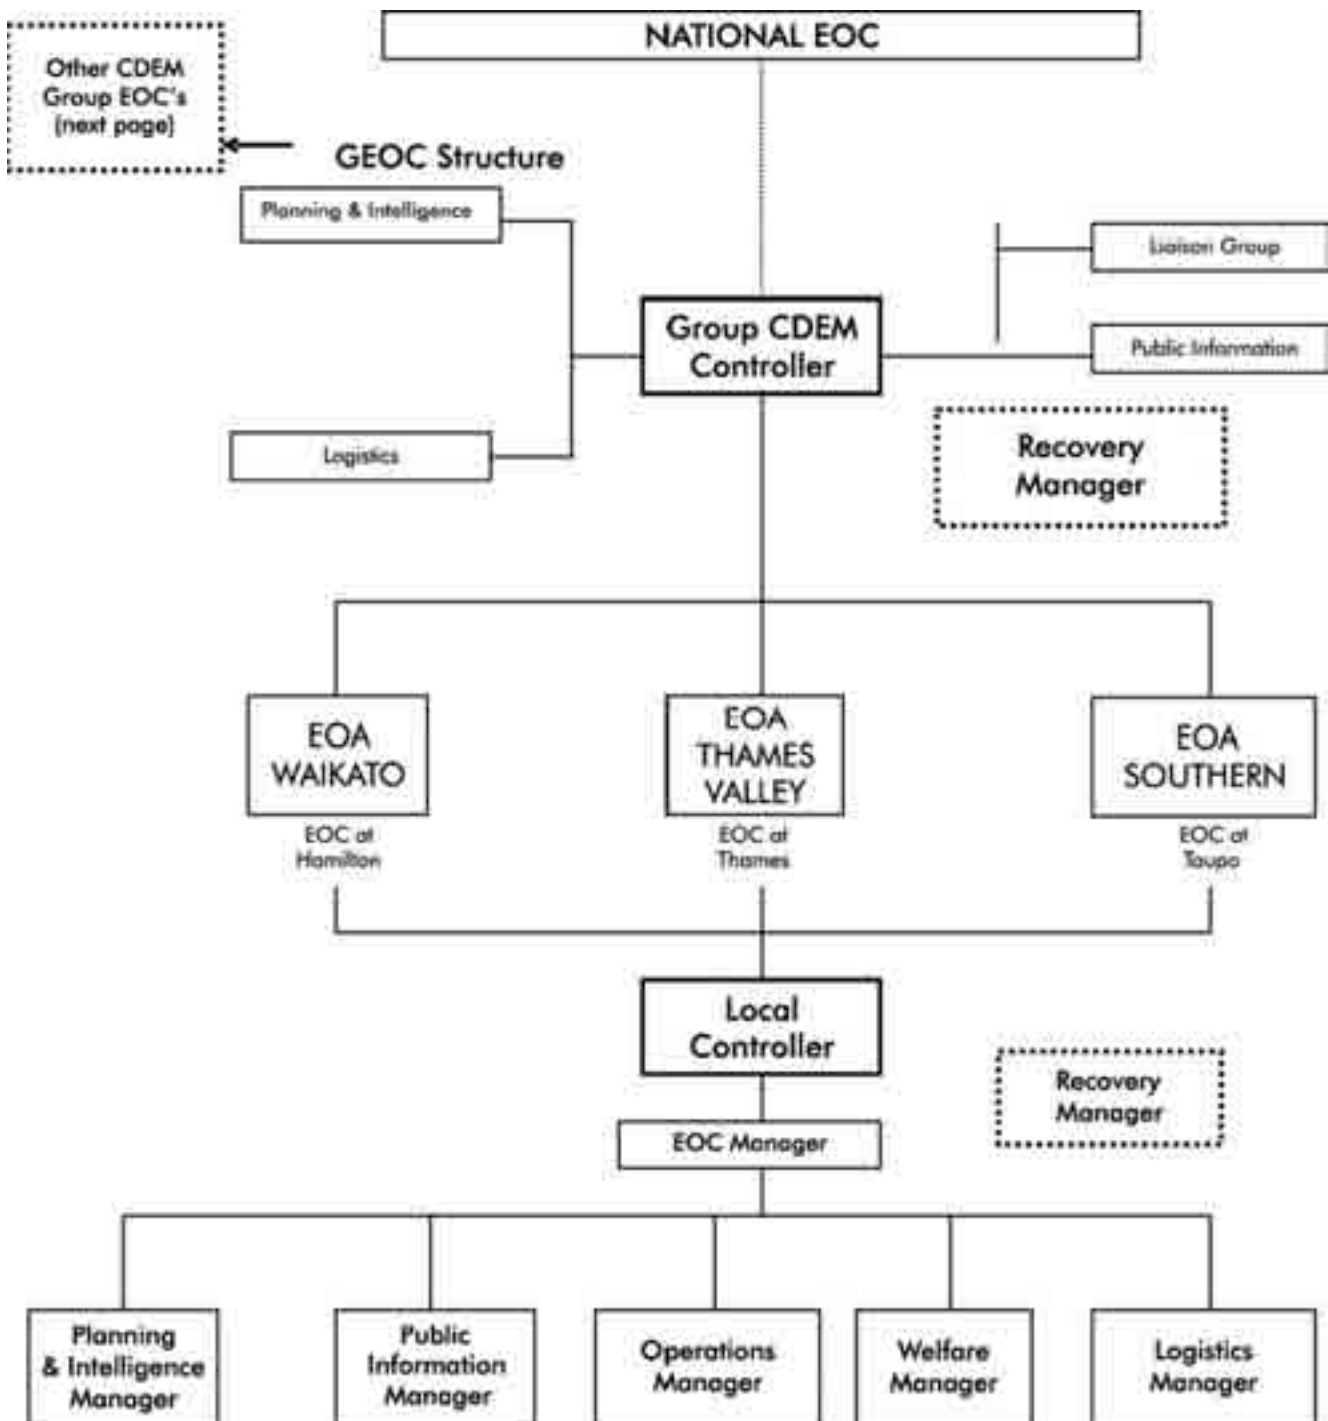 NATIONAL EOC
Other CDEM
Group EOC's
(next page)
GEOC Structure
Planning & Intelligence
Liaison Group
Group CDEM
Controller
Public Information
Logistics
Recovery
Manager
EOA
WAIKATO
EOA
THAMES
VALLEY
EOA
SOUTHERN
EOC at
Hamilton
EOC at
Thames
EOC at
Taupo
Local
Controller
Recovery
Manager
EOC Manager
Planning
& Intelligence
Manager
Public
Information
Manager
Operations
Manager
Welfare
Manager
Logistics
Manager